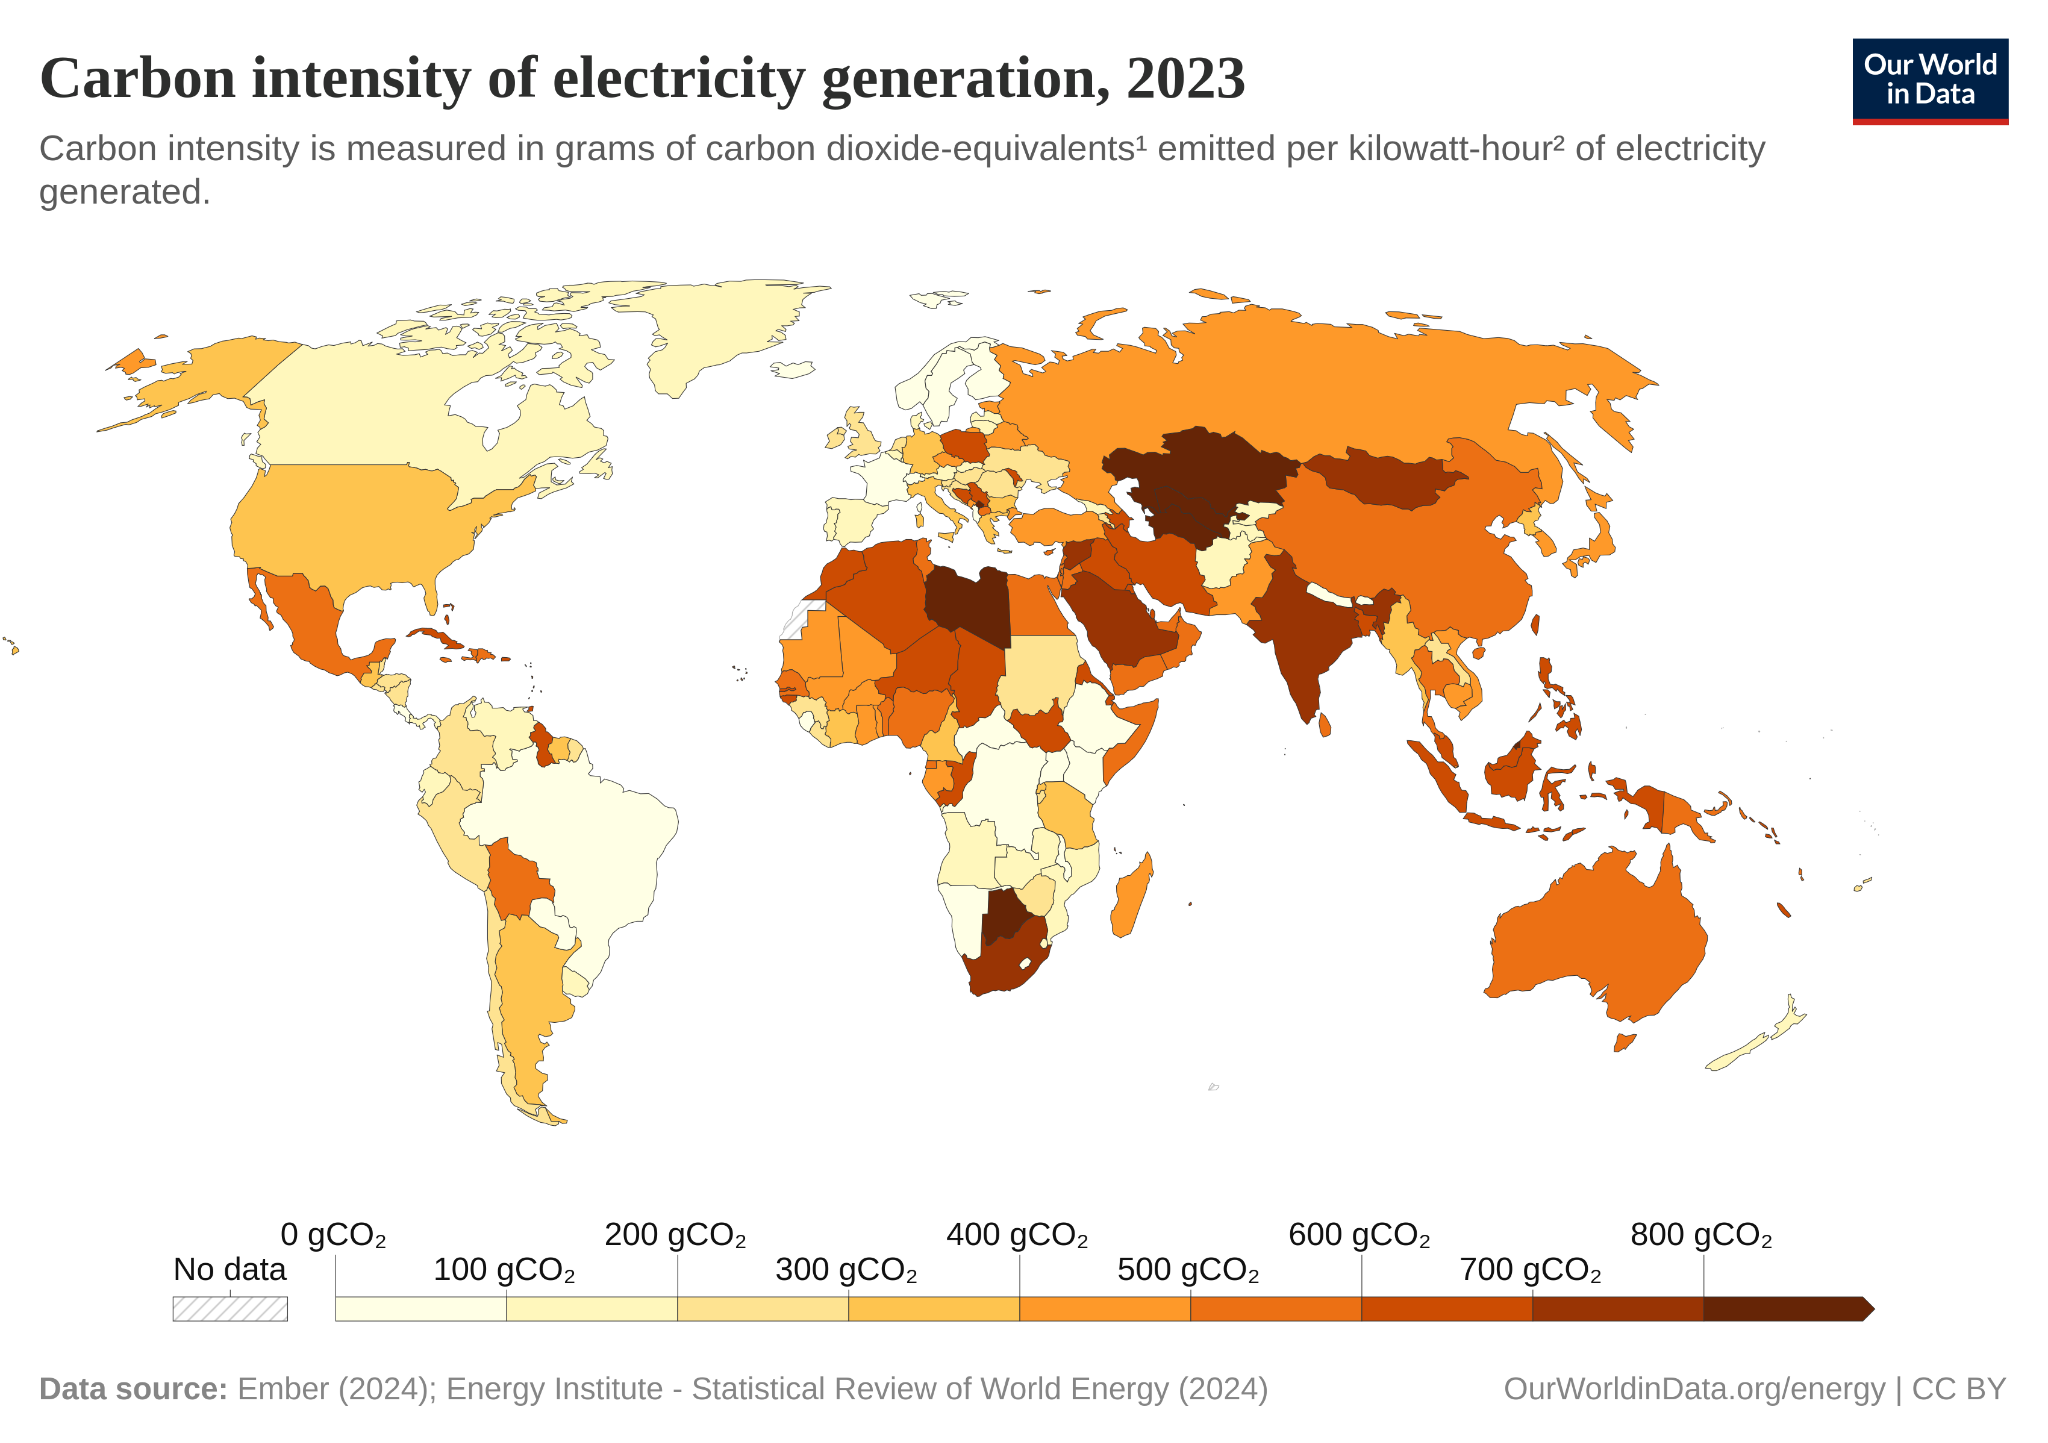 Carbon intensity of electricity generation, 2023
Our World
in Data
Carbon intensity is measured in grams of carbon dioxide-equivalents¹ emitted per kilowatt-hour² of electricity
generated.
0 gCO₂ 200 gCO₂ 400 gCO₂ 600 gCO₂ 800 gCO₂
No data 100 gCO₂ 300 gCO₂ 500 gCO₂ 700 gCO₂
Data source: Ember (2024); Energy Institute - Statistical Review of World Energy (2024)
OurWorldinData.org/energy | CC BY